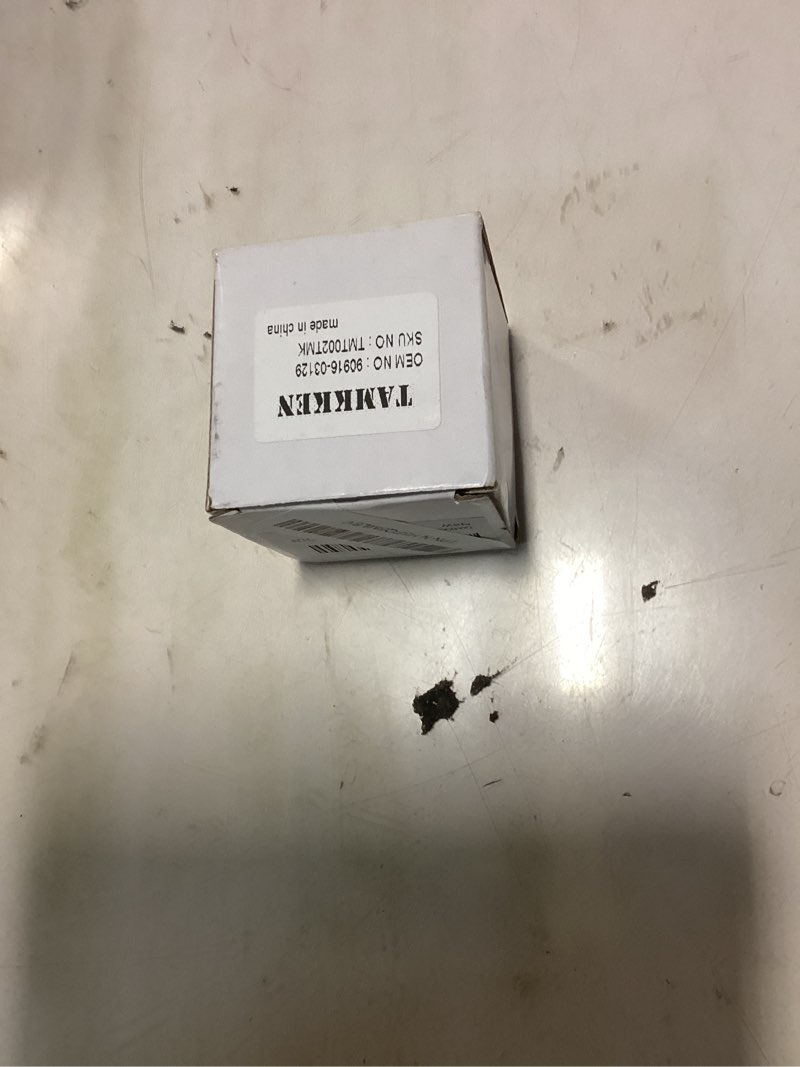 TAMKKEN
OEM NO : 90916-03129
SKU NO : TMT002TMK
made in china